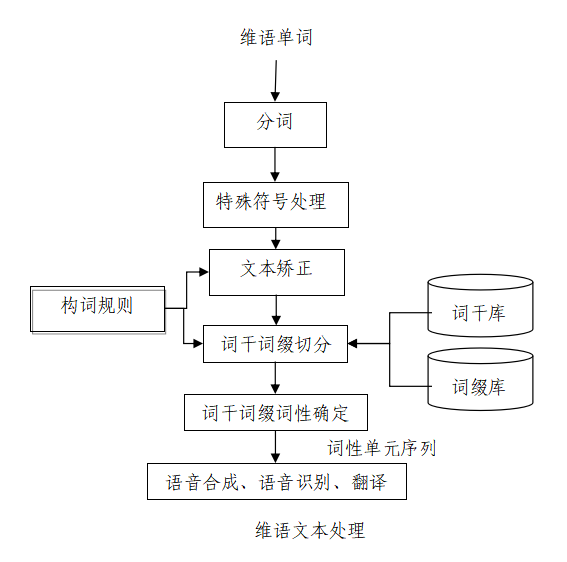 维语单词
分词
特殊符号处理
文本矫正
构词规则
词干库
词干词缀切分
词缀库
词干词缀词性确定
词性单元序列
语音合成、语音识别、翻译
维语文本处理